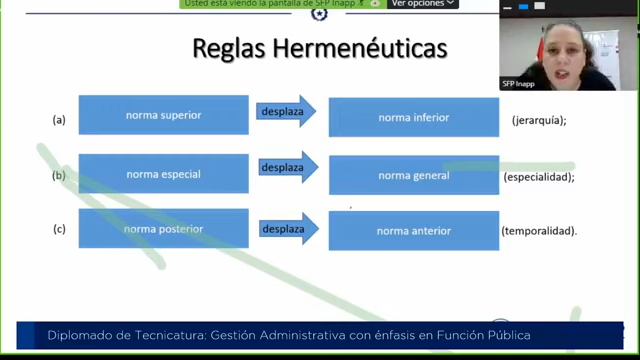 Usted está viendo la pantalla de SFP Inapp
Ver opciones
Reglas Hermenéuticas
SFP Inapp
(a) norma superior desplaza norma inferior (jerarquía);
(b) norma especial desplaza norma general (especialidad);
(c) norma posterior desplaza norma anterior (temporalidad).
Diplomado de Tecnicatura: Gestión Administrativa con énfasis en Función Pública